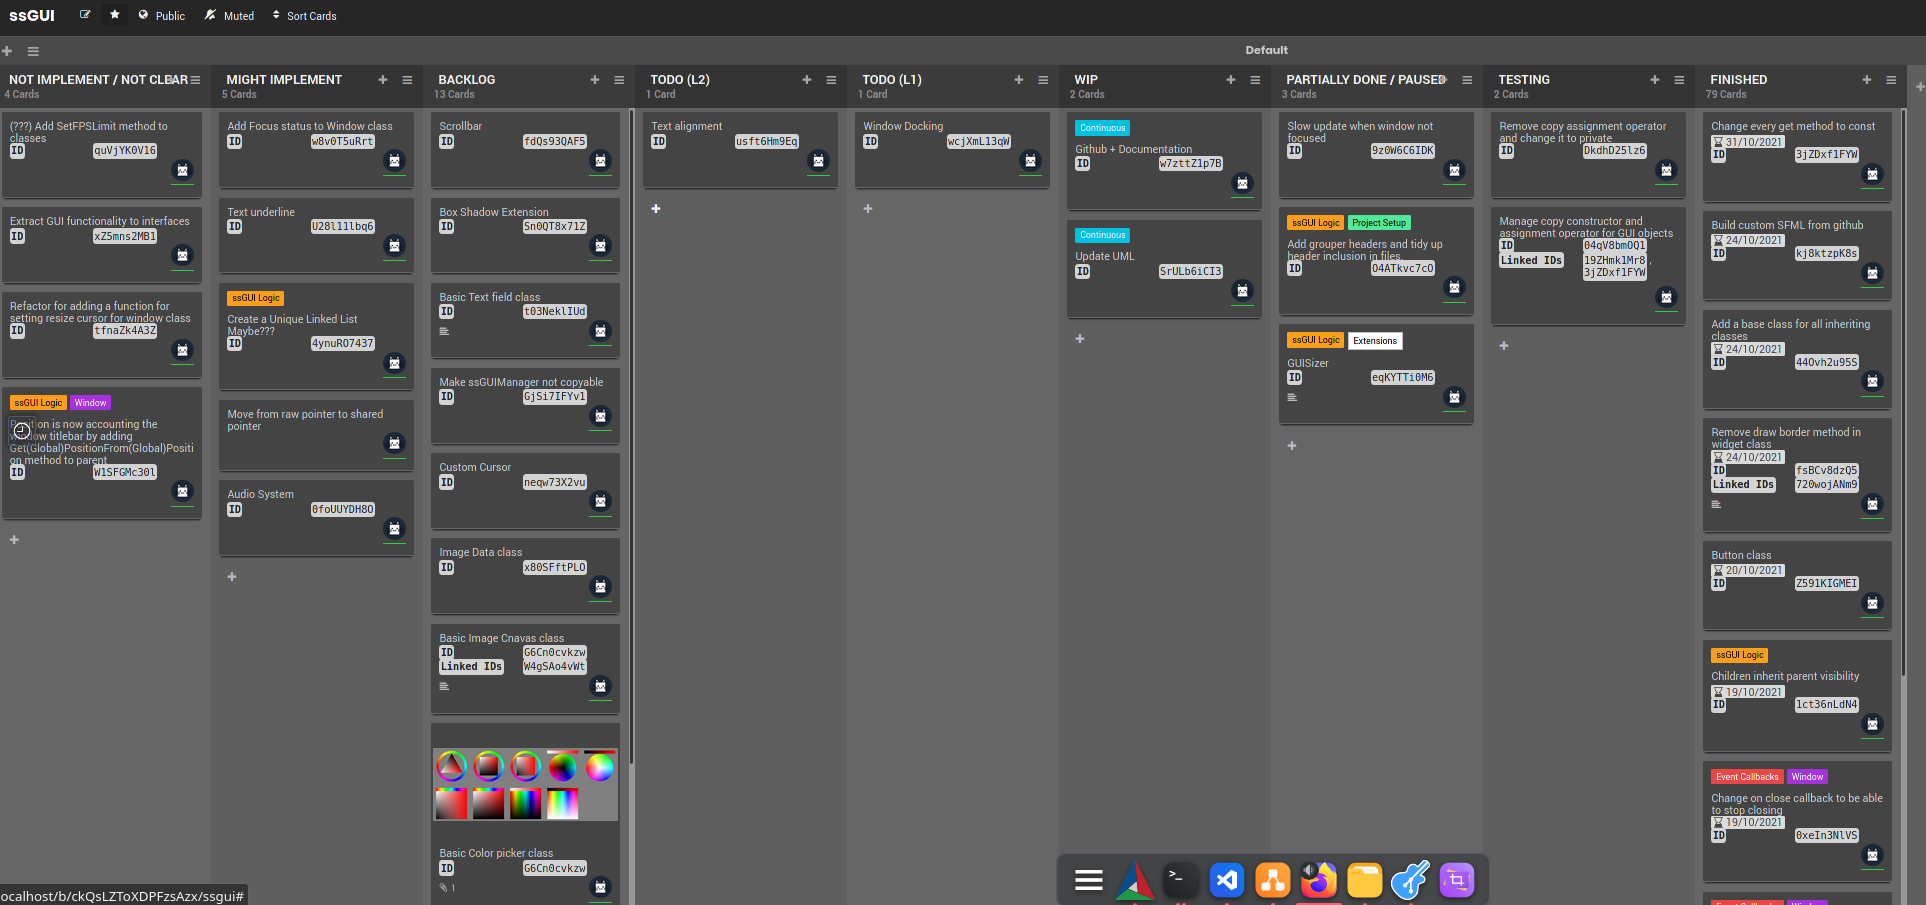 ssGUI
Public
Muted
Sort Cards
Default
NOT IMPLEMENT / NOT CLEAR
4 Cards
(???) Add SetFPSLimit method to
classes
ID quVjYK0V16
Extract GUI functionality to interfaces
ID xZ5mns2MB1
Refactor for adding a function for
setting resize cursor for window class
ID tfnaZk4A3Z
ssGUI Logic Window
is now accounting the
titlebar by adding
Get(Global)PositionFrom(Global)Positi
on method to parent
ID W1SFGMc30l
MIGHT IMPLEMENT
5 Cards
Add Focus status to Window class
ID w8v0T5uRrt
Text underline
ID U28l11lbq6
ssGUI Logic
Create a Unique Linked List
Maybe???
ID 4ynuRO7437
Move from raw pointer to shared
pointer
Audio System
ID 0foUUYDH8O
BACKLOG
13 Cards
Scrollbar
ID fdQs93QAF5
Box Shadow Extension
ID Sn0QT8x71Z
Basic Text field class
ID t03NeklIUd
Make ssGUIManager not copyable
ID GjSi7IFYv1
Custom Cursor
ID neqw73X2vu
Image Data class
ID x80SFftPLO
Basic Image Cnavas class
ID G6Cn0cvkzw
Linked IDs W4gSAo4vWt
Basic Color picker class
ID G6Cn0cvkzw
1
TODO (L2)
1 Card
Text alignment
ID usft6Hm9Eq
TODO (L1)
1 Card
Window Docking
ID wcjXmL13qW
WIP
2 Cards
Continuous
Github + Documentation
ID w7zttZ1p7B
Continuous
Update UML
ID SrULb6iCI3
PARTIALLY DONE / PAUSED
3 Cards
Slow update when window not
focused
ID 9z0W6C6IDK
ssGUI Logic Project Setup
Add grouper headers and tidy up
header inclusion in files.
ID O4ATkvc7cO
ssGUI Logic Extensions
GUISizer
ID eqKYTTi0M6
TESTING
2 Cards
Remove copy assignment operator
and change it to private
ID DkdhD25lz6
Manage copy constructor and
assignment operator for GUI objects
ID 04qV8bmOQ1
Linked IDs 19ZHmk1Mr8,
3jZDxf1FYW
FINISHED
79 Cards
Change every get method to const
31/10/2021
ID 3jZDxf1FYW
Build custom SFML from github
24/10/2021
ID kj8ktzpK8s
Add a base class for all inheriting
classes
24/10/2021
ID 44Ovh2u95S
Remove draw border method in
widget class
24/10/2021
ID fsBCv8dzQ5
Linked IDs 720wojANm9
Button class
20/10/2021
ID Z591KIGMEI
ssGUI Logic
Children inherit parent visibility
19/10/2021
ID 1ct36nLdN4
Event Callbacks Window
Change on close callback to be able
to stop closing
19/10/2021
ID 0xeIn3NlVS
ocalhost/b/ckQsLZToXDPFzsAzx/ssgui#